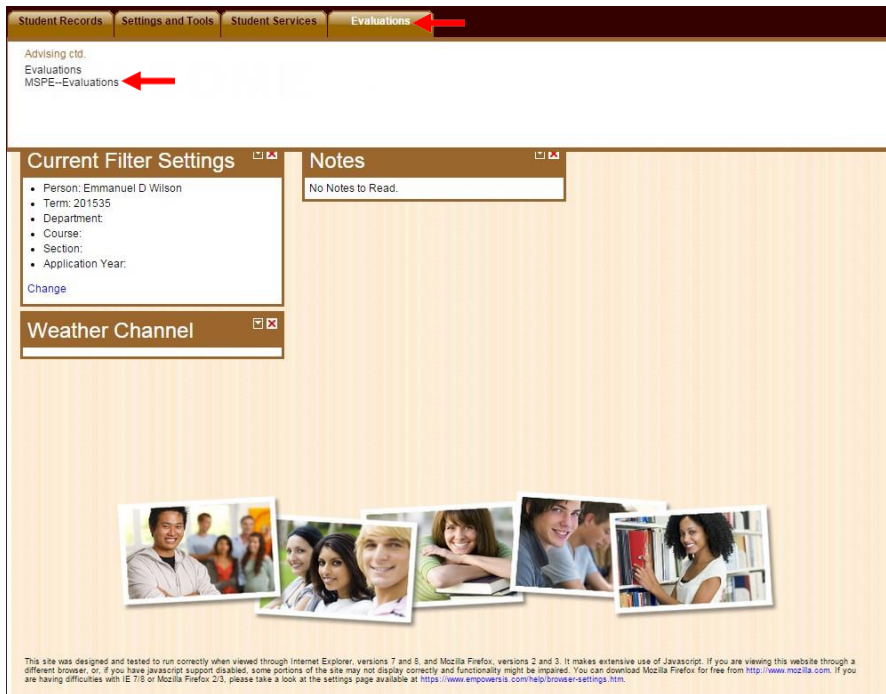 Student Records Settings and Tools Student Services Evaluations
Advising ctd.
Evaluations
MSPE--Evaluations
Current Filter Settings
Person: Emmanuel D Wilson
Term: 201535
Department:
Course:
Section:
Application Year:
Change
Notes
No Notes to Read.
Weather Channel
This site was designed and tested to run correctly when viewed through Internet Explorer, versions 7 and 8, and Mozilla Firefox, versions 2 and 3. It makes extensive use of Javascript. If you are viewing this website through a
different browser, or, if you have javascript support disabled, some portions of the site may not display correctly and functionality might be impaired. You can download Mozilla Firefox for free from http://www.mozilla.com. If you
are having difficulties with IE 7/8 or Mozilla Firefox 2/3, please take a look at the settings page available at https://www.empowersis.com/help/browser-settings.htm.